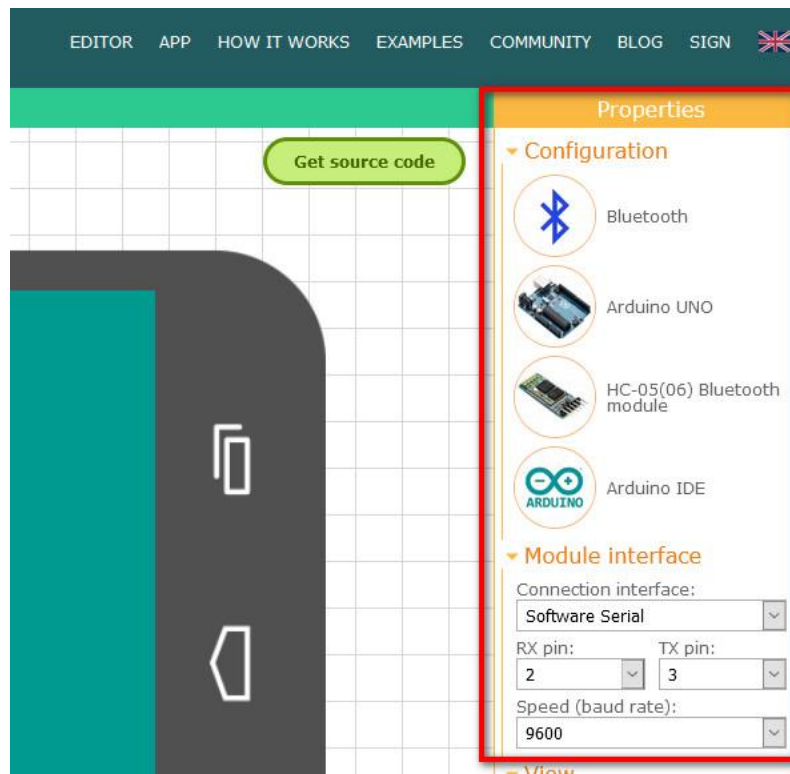 EDITOR APP HOW IT WORKS EXAMPLES COMMUNITY BLOG SIGN
Properties
Get source code
Configuration
Bluetooth
Arduino UNO
HC-05(06) Bluetooth
module
ARDUINO
Arduino IDE
Module interface
Connection interface:
Software Serial
RX pin: TX pin:
2 3
Speed (baud rate):
9600
View